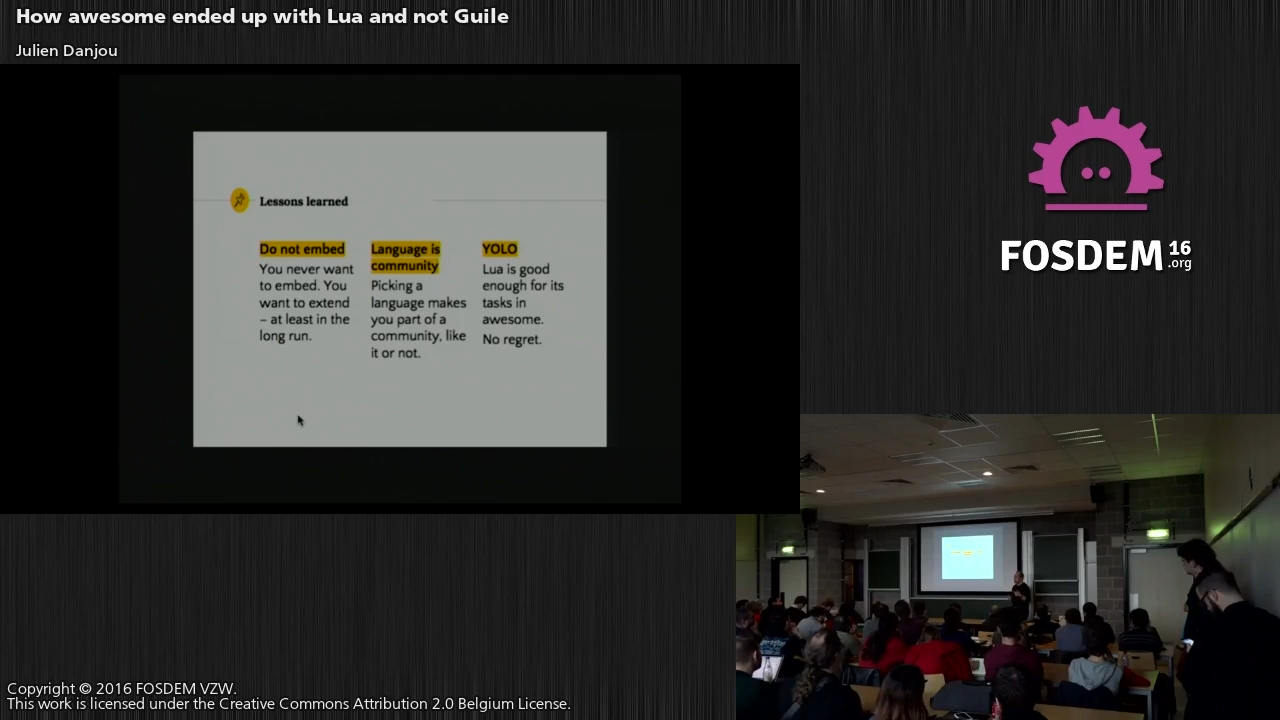 How awesome ended up with Lua and not Guile
Julien Danjou
Lessons learned
Do not embed
You never want
to embed. You
want to extend
– at least in the
long run.
Language is
community
Picking a
language makes
you part of a
community, like
it or not.
YOLO
Lua is good
enough for its
tasks in
awesome.
No regret.
FOSDEM 16
.org
Copyright © 2016 FOSDEM VZW.
This work is licensed under the Creative Commons Attribution 2.0 Belgium License.